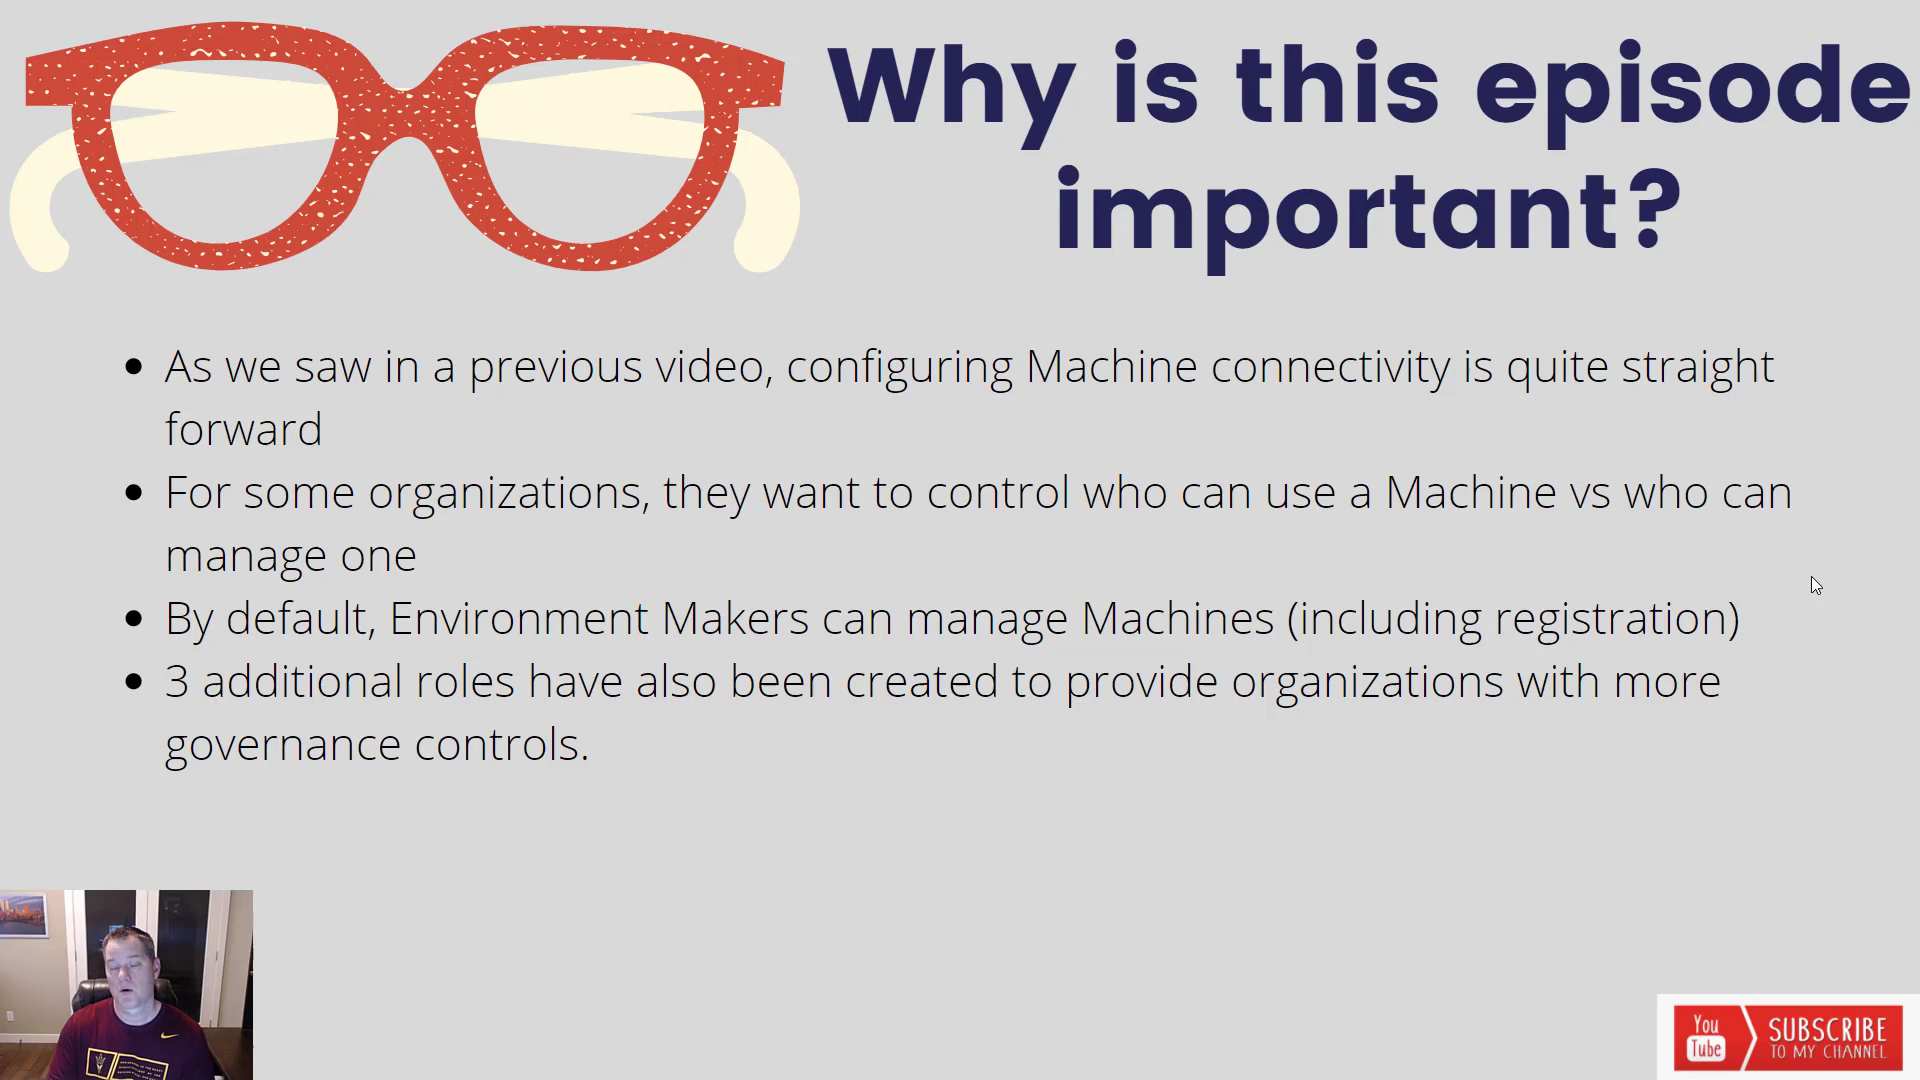 Why is this episode
important?
• As we saw in a previous video, configuring Machine connectivity is quite straight
forward
• For some organizations, they want to control who can use a Machine vs who can
manage one
• By default, Environment Makers can manage Machines (including registration)
• 3 additional roles have also been created to provide organizations with more
governance controls.
You
Tube
SUBSCRIBE
TO MY CHANNEL